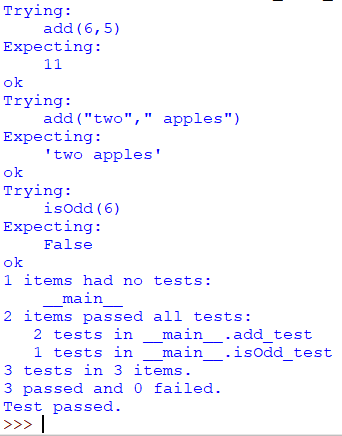 Trying:
    add(6,5)
Expecting:
    11
ok
Trying:
    add("two"," apples")
Expecting:
    'two apples'
ok
Trying:
    isOdd(6)
Expecting:
    False
ok
1 items had no tests:
    __main__
2 items passed all tests:
   2 tests in __main__.add_test
   1 tests in __main__.isOdd_test
3 tests in 3 items.
3 passed and 0 failed.
Test passed.
>>>